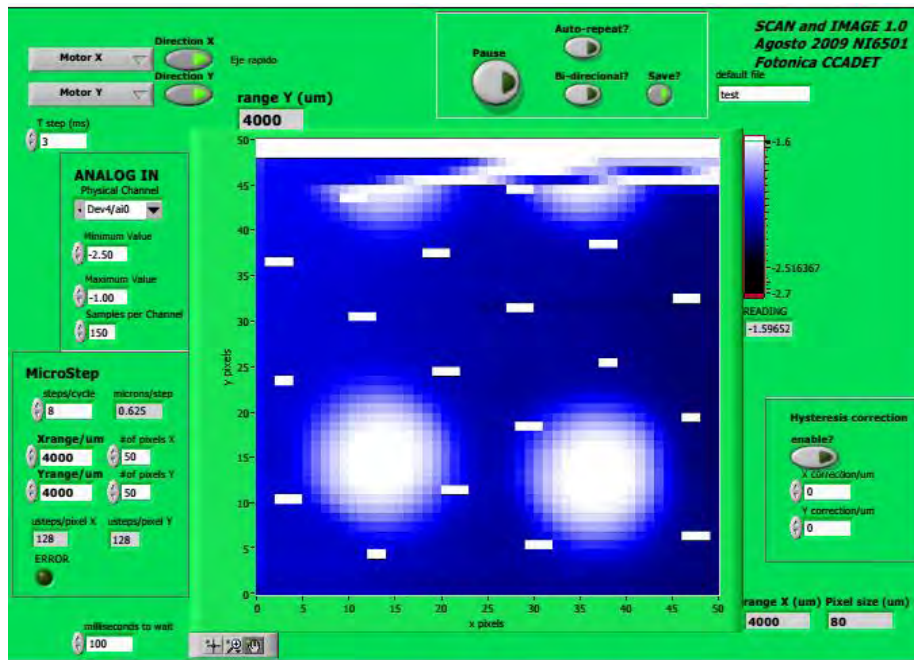 SCAN and IMAGE 1.0
Agosto 2009 NI6501
Fotonica CCADET
Auto-repeat?
Pause
Bi-direcional?
Save?
default file
test
Direction X
Motor X
Eje rapido
Direction Y
Motor Y
range Y (um)
4000
T step (ms)
3
ANALOG IN
Physical Channel
Dev4/ai0
Minimum Value
-2.50
Maximum Value
-1.00
Samples per Channel
150
MicroStep
steps/cycle
microns/step
8
0.625
Xrange/um
#of pixels X
4000
50
Yrange/um
#of pixels Y
4000
50
usteps/pixel X
usteps/pixel Y
128
128
ERROR
milliseconds to wait
100
50
45
40
35
30
25
20
15
10
5
0
Y pixels
0
5
10
15
20
25
30
35
40
45
50
x pixels
-1.6
-2.516367
-2.7
READING
-1.59652
Hysteresis correction
enable?
X correction/um
0
Y correction/um
0
range X (um)
Pixel size (um)
4000
80